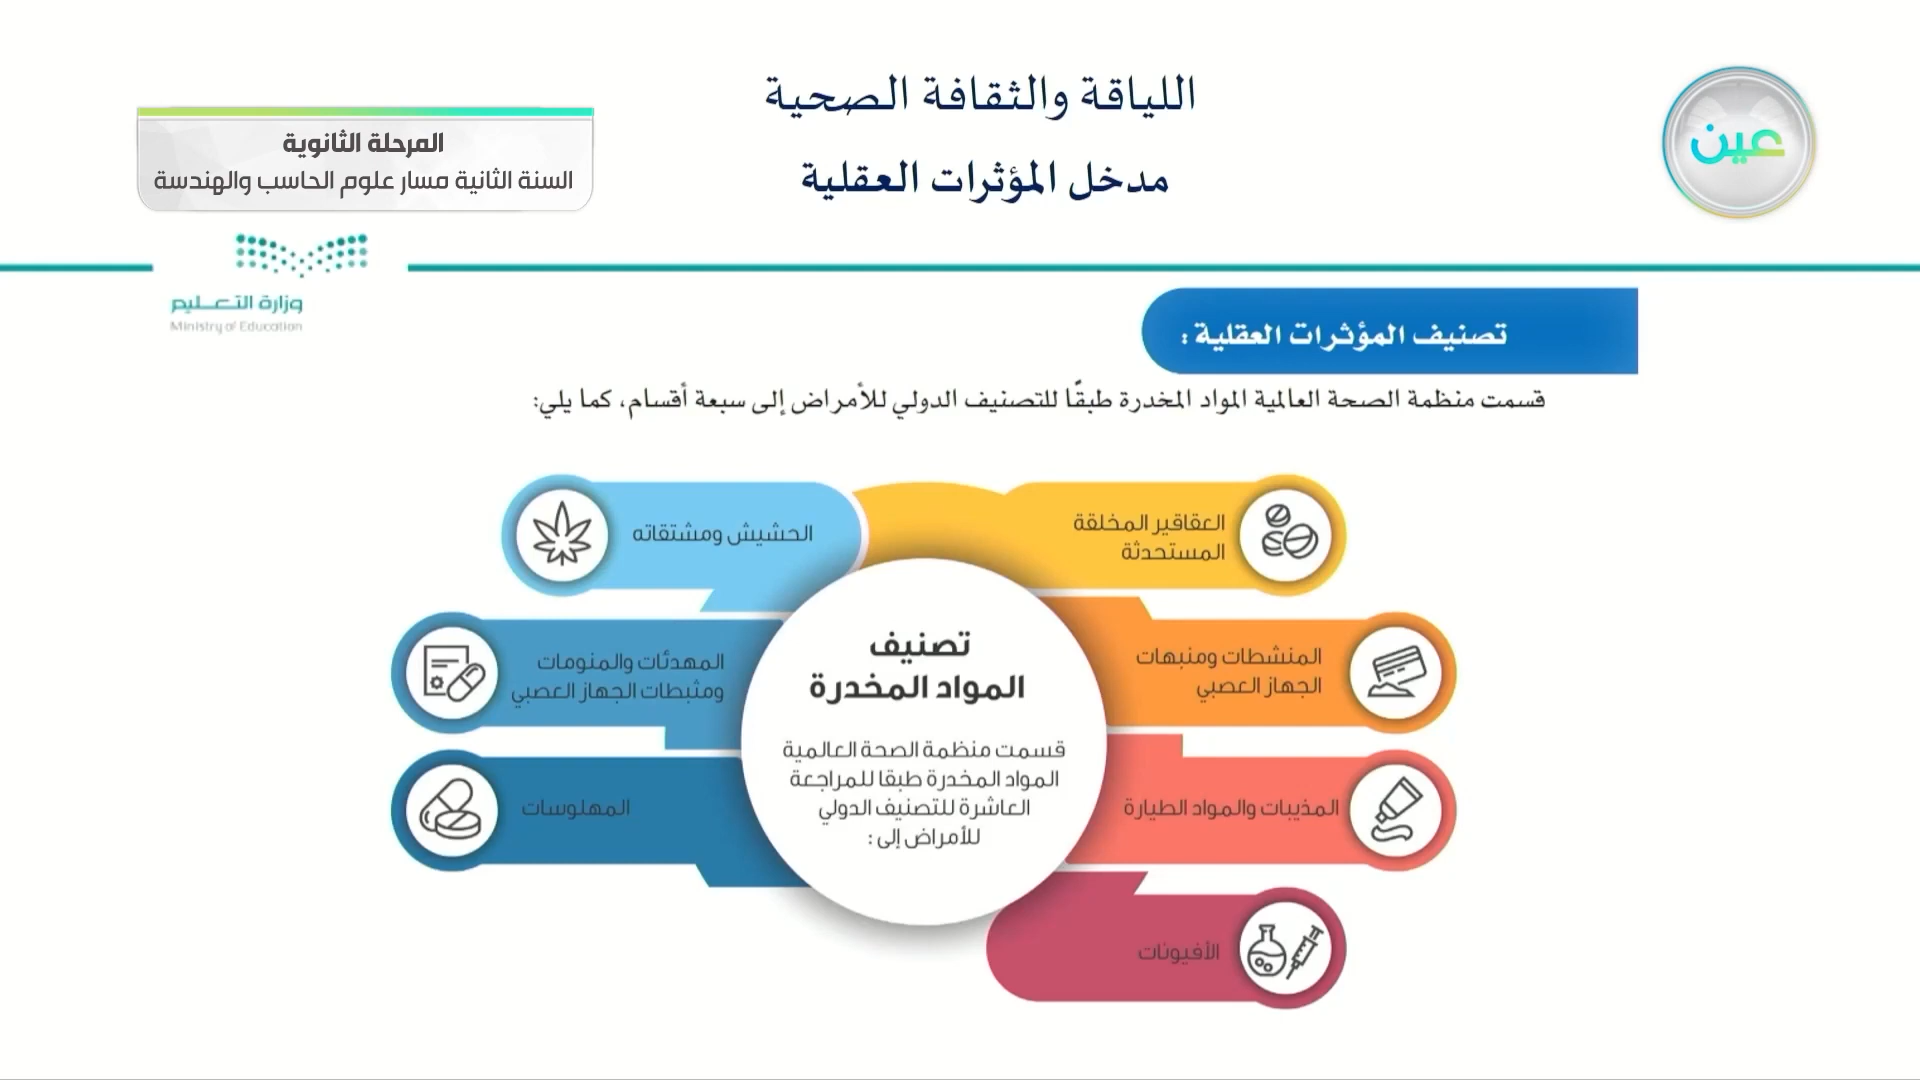 اللياقة والثقافة الصحية
مدخل المؤثرات العقلية
عين
المرحلة الثانوية
السنة الثانية مسار علوم الحاسب والهندسة
وزارة التعليم
Ministry of Education
تصنيف المؤثرات العقلية :
قسمت منظمة الصحة العالمية المواد المخدرة طبقًا للتصنيف الدولي للأمراض إلى سبعة أقسام، كما يلي:
العقاقير المخلقة
المستحدثة
المنشطات ومنبهات
الجهاز العصبي
المذيبات والمواد الطيارة
الأفيونات
تصنيف
المواد المخدرة
قسمت منظمة الصحة العالمية
المواد المخدرة طبقا للمراجعة
العاشرة للتصنيف الدولي
للأمراض إلى :
الحشيش ومشتقاته
المهدئات والمنومات
ومثبطات الجهاز العصبي
المهلوسات